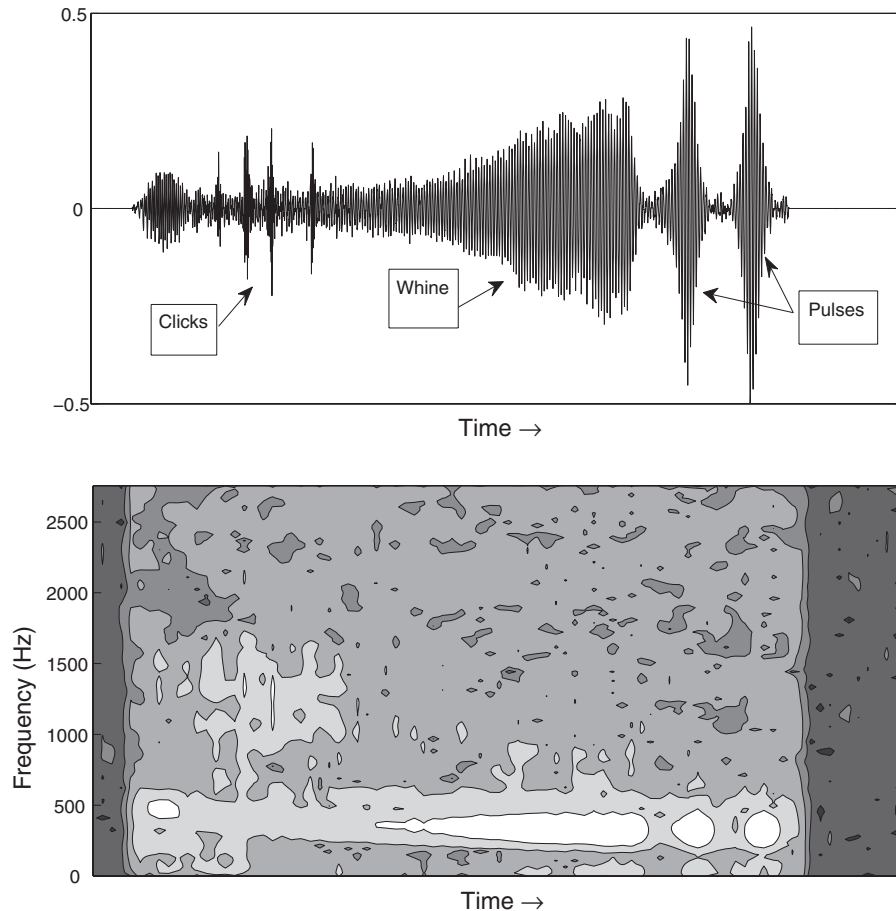 0.5
0
−0.5
Clicks
Whine
Pulses
Time →
2500
2000
1500
1000
500
0
Frequency (Hz)
Time →